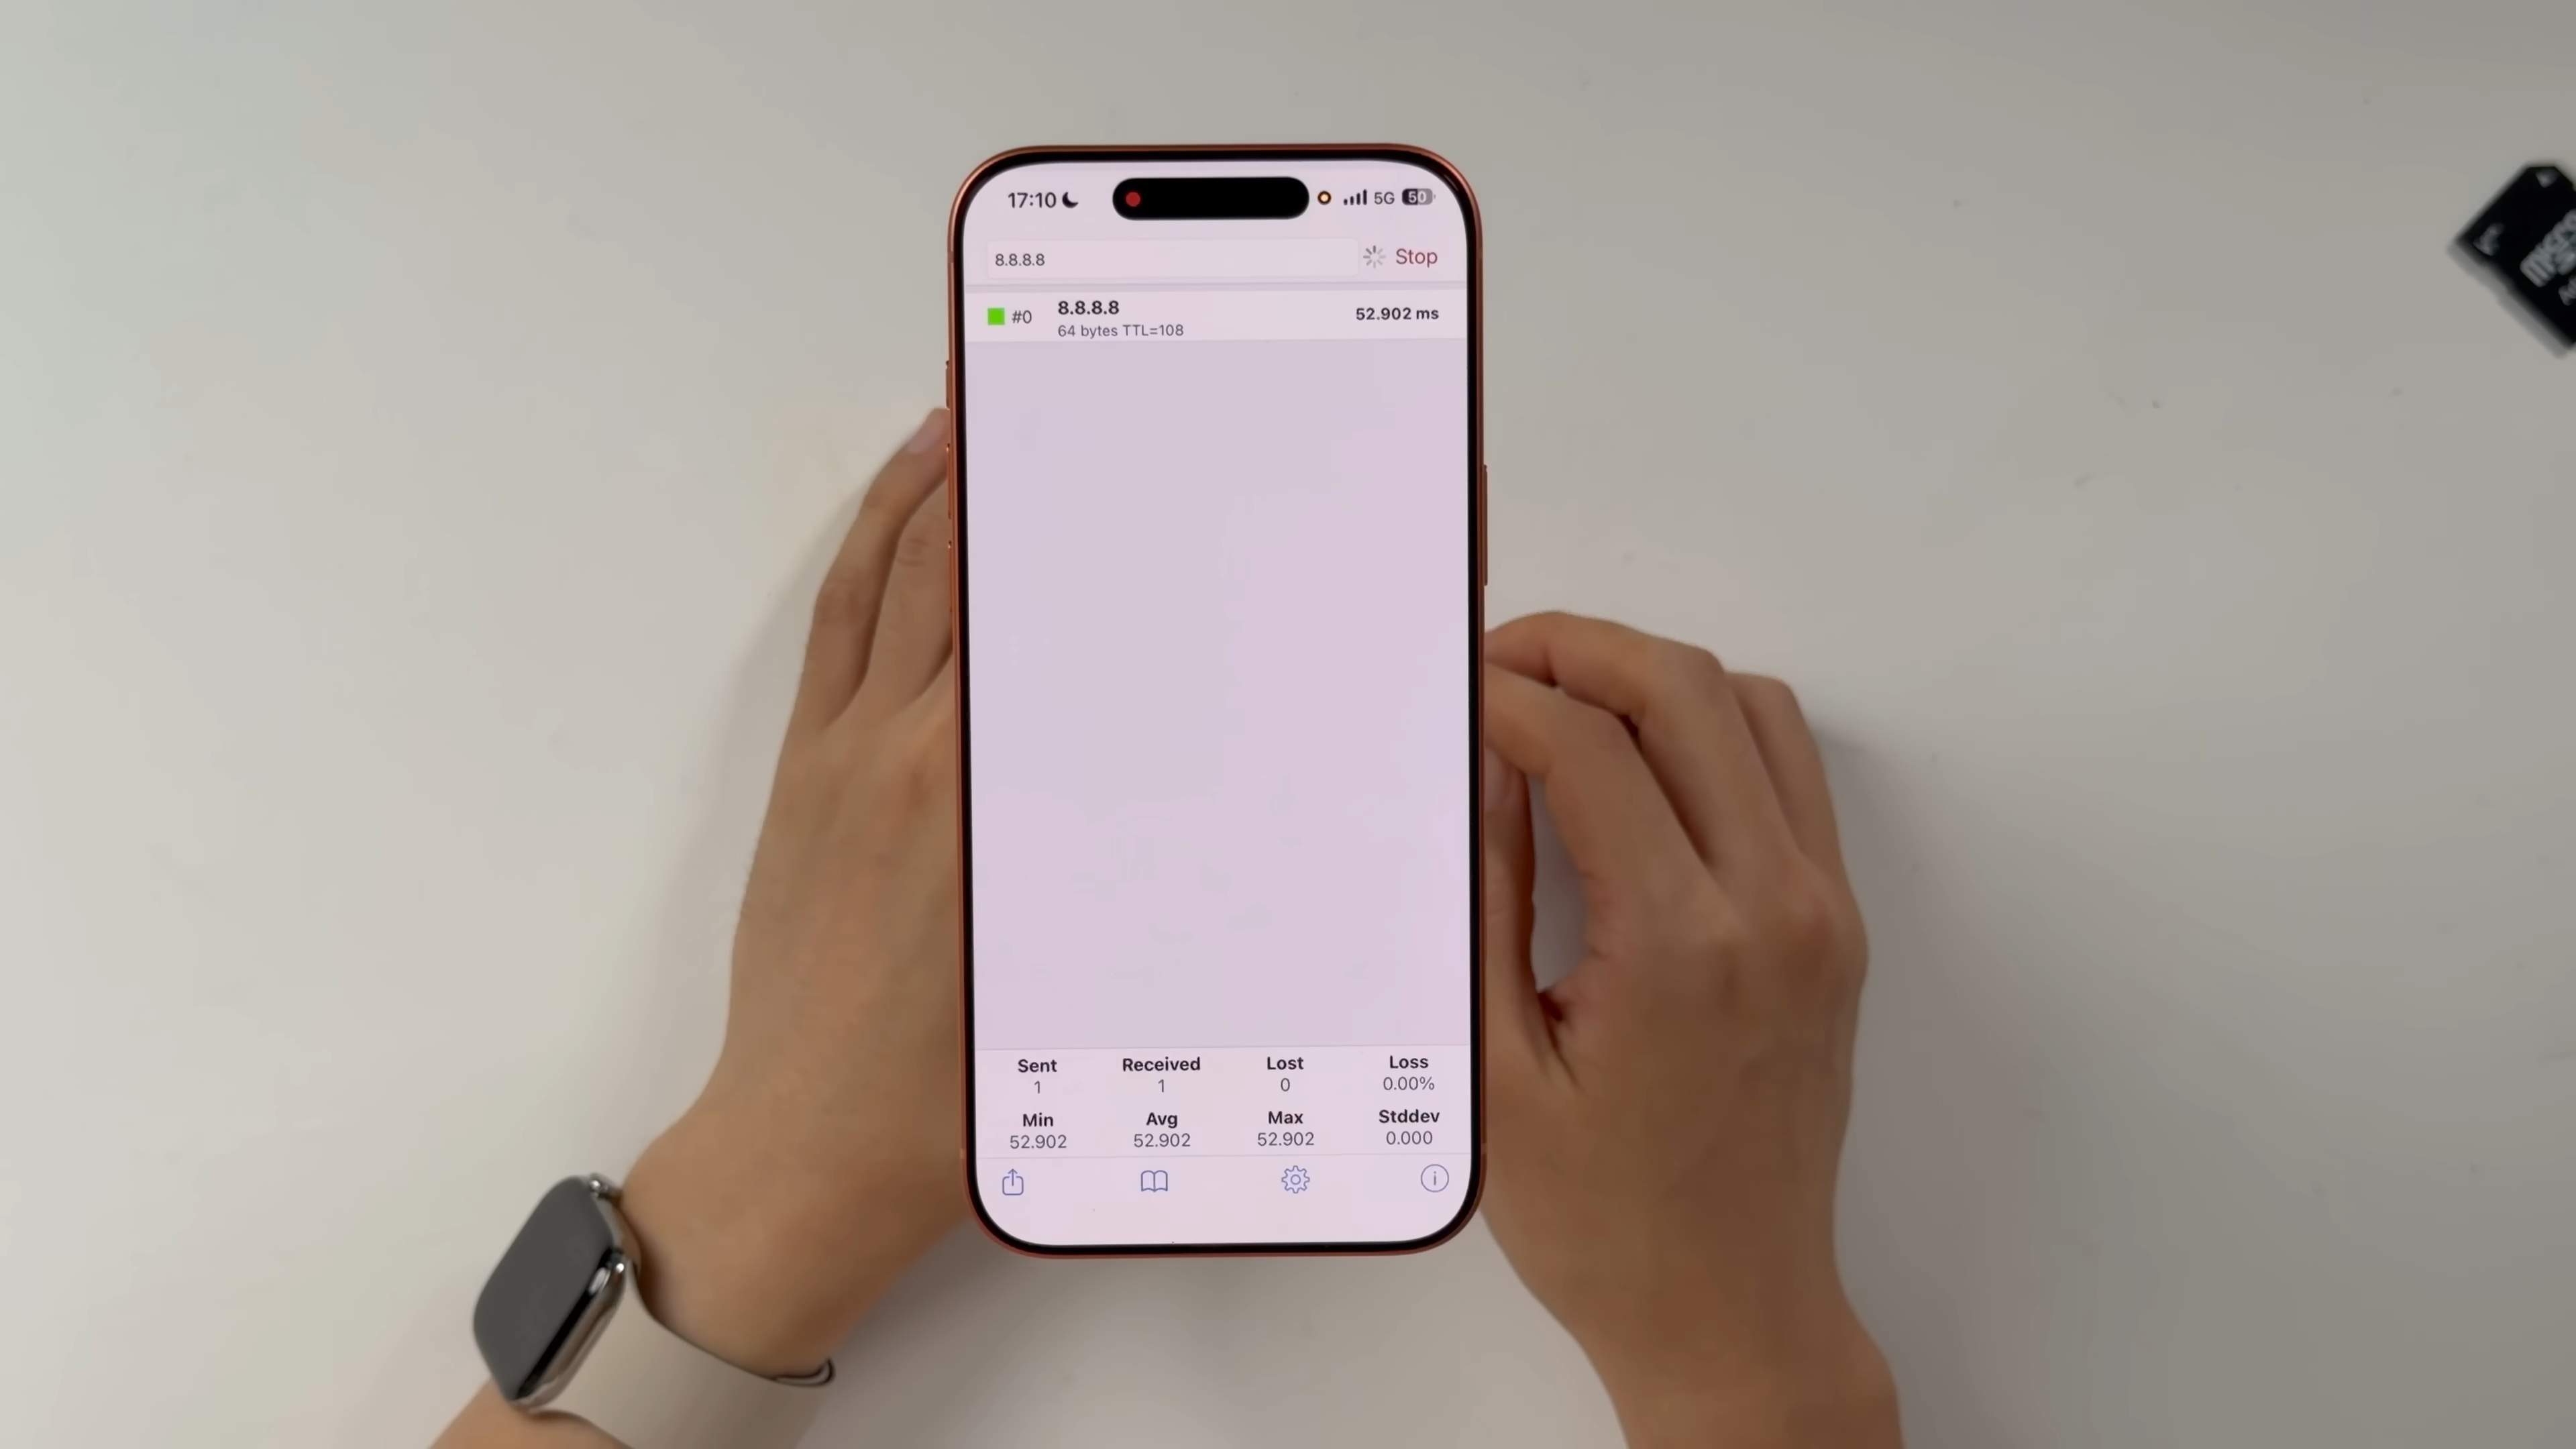 17:10 5G 50
8.8.8.8 Stop
#0 8.8.8.8 52.902 ms
64 bytes TTL=108
Sent Received Lost Loss
1 1 0 0.00%
Min Avg Max Stddev
52.902 52.902 52.902 0.000